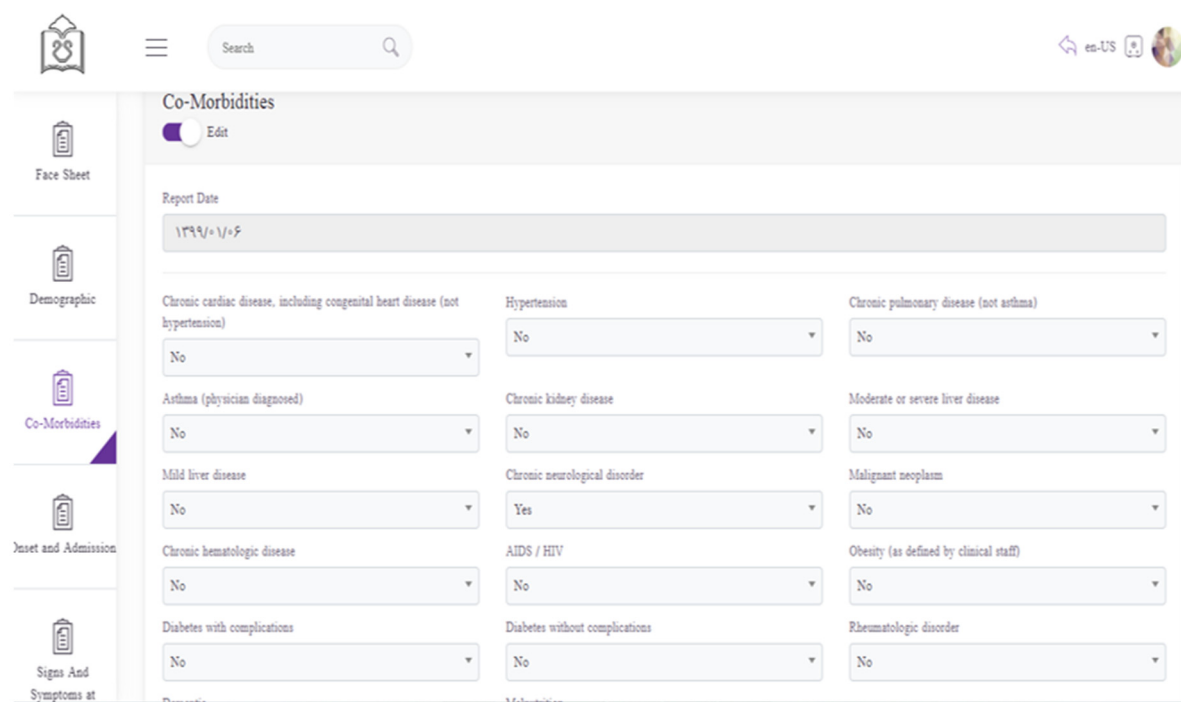 Search
en-US
Co-Morbidities
Edit
Face Sheet
Report Date
۱۳۹۹/۰۱/۰۶
Demographic
Chronic cardiac disease, including congenital heart disease (not
hypertension)
No
Hypertension
No
Chronic pulmonary disease (not asthma)
No
Asthma (physician diagnosed)
No
Chronic kidney disease
No
Moderate or severe liver disease
No
Co-Morbidities
Mild liver disease
No
Chronic neurological disorder
Yes
Malignant neoplasm
No
Onset and Admission
Chronic hematologic disease
No
AIDS / HIV
No
Obesity (as defined by clinical staff)
No
Diabetes with complications
No
Diabetes without complications
No
Rheumatologic disorder
No
Signs And
Symptoms at